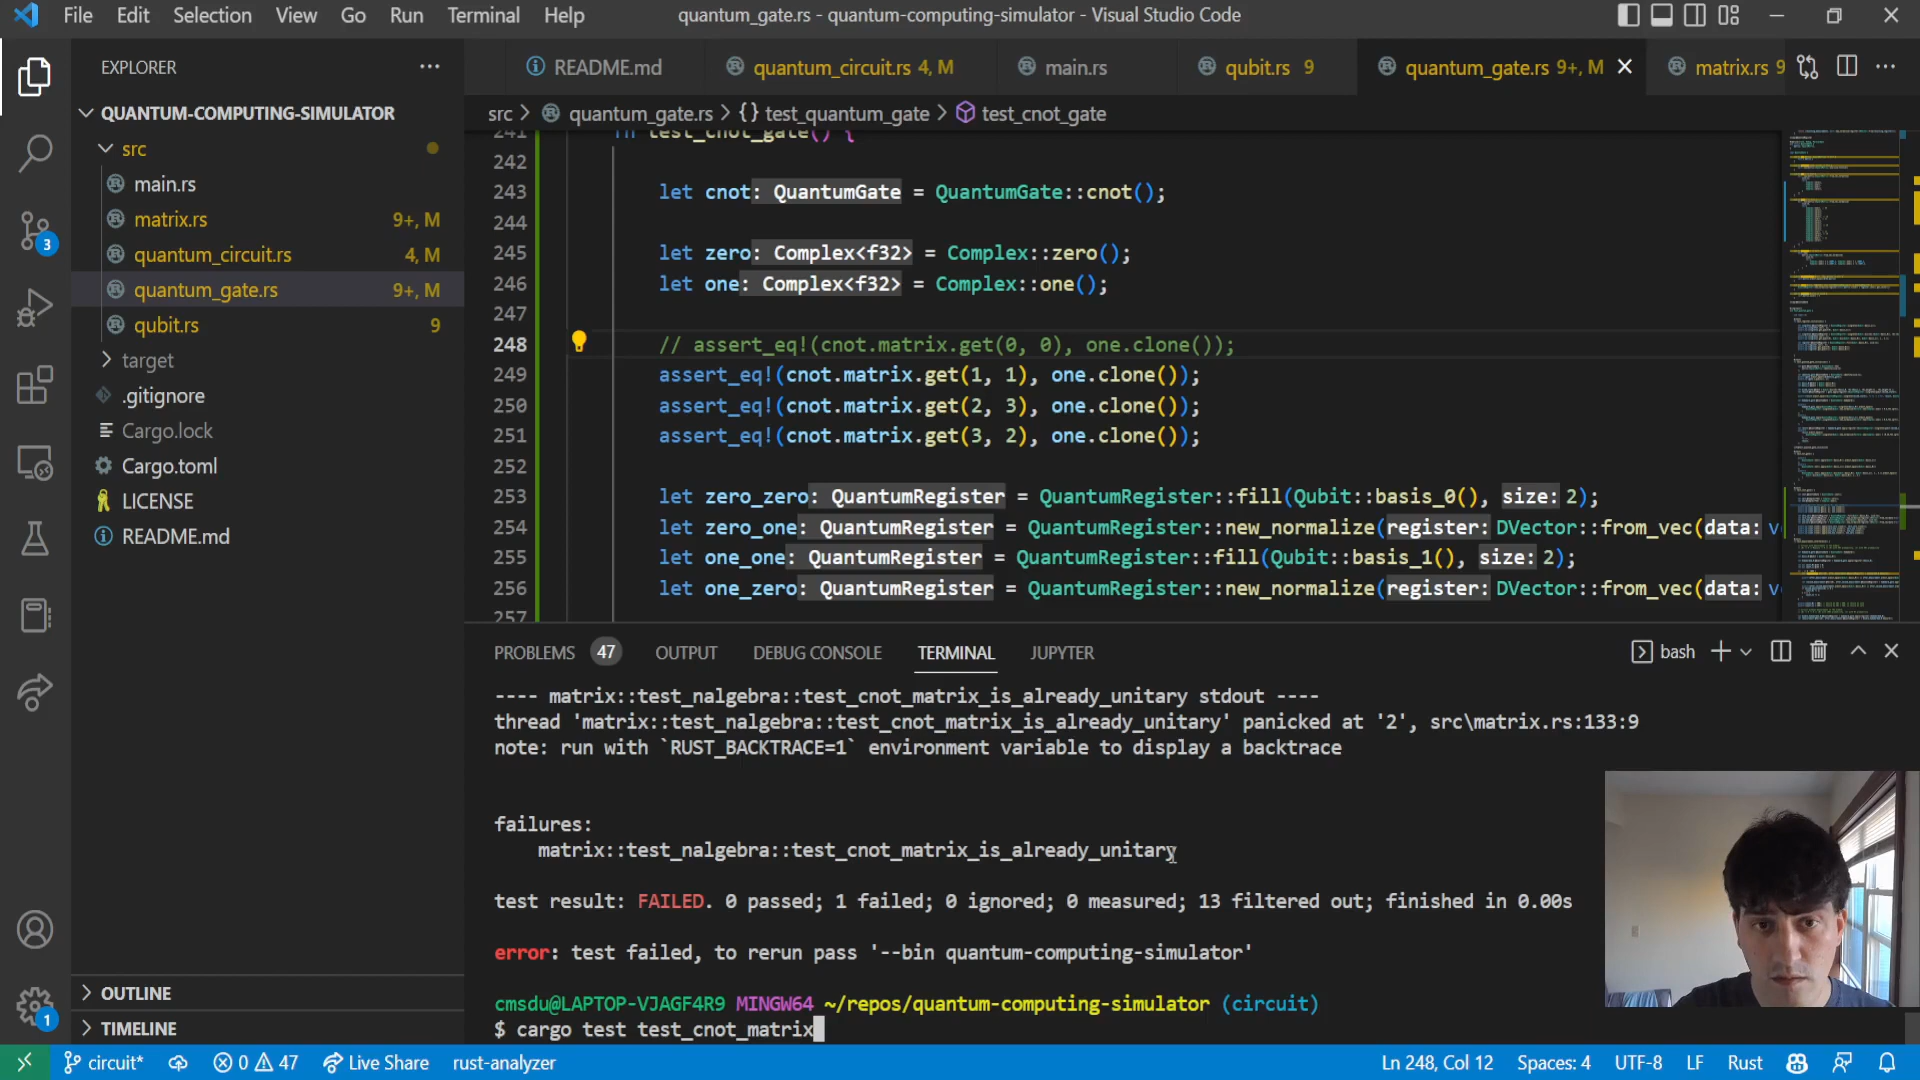 File Edit Selection View Go Run Terminal Help
quantum_gate.rs - quantum-computing-simulator - Visual Studio Code
EXPLORER
QUANTUM-COMPUTING-SIMULATOR
src
main.rs
matrix.rs 9+, M
quantum_circuit.rs 4, M
quantum_gate.rs 9+, M
qubit.rs 9
target
.gitignore
Cargo.lock
Cargo.toml
LICENSE
README.md
OUTLINE
TIMELINE
3
1
README.md quantum_circuit.rs 4, M main.rs qubit.rs 9 quantum_gate.rs 9+, M matrix.rs 9
src > quantum_gate.rs > {} test_quantum_gate > test_cnot_gate
241 fn test_cnot_gate() {
242
243 let cnot: QuantumGate = QuantumGate::cnot();
244
245 let zero: Complex<f32> = Complex::zero();
246 let one: Complex<f32> = Complex::one();
247
248 // assert_eq!(cnot.matrix.get(0, 0), one.clone());
249 assert_eq!(cnot.matrix.get(1, 1), one.clone());
250 assert_eq!(cnot.matrix.get(2, 3), one.clone());
251 assert_eq!(cnot.matrix.get(3, 2), one.clone());
252
253 let zero_zero: QuantumRegister = QuantumRegister::fill(Qubit::basis_0(), size: 2);
254 let zero_one: QuantumRegister = QuantumRegister::new_normalize(register: DVector::from_vec(data: v
255 let one_one: QuantumRegister = QuantumRegister::fill(Qubit::basis_1(), size: 2);
256 let one_zero: QuantumRegister = QuantumRegister::new_normalize(register: DVector::from_vec(data: v
257
PROBLEMS 47 OUTPUT DEBUG CONSOLE TERMINAL JUPYTER bash
---- matrix::test_nalgebra::test_cnot_matrix_is_already_unitary stdout ----
thread 'matrix::test_nalgebra::test_cnot_matrix_is_already_unitary' panicked at '2', src\matrix.rs:133:9
note: run with `RUST_BACKTRACE=1` environment variable to display a backtrace
failures:
matrix::test_nalgebra::test_cnot_matrix_is_already_unitary
test result: FAILED. 0 passed; 1 failed; 0 ignored; 0 measured; 13 filtered out; finished in 0.00s
error: test failed, to rerun pass '--bin quantum-computing-simulator'
cmsdu@LAPTOP-VJAGF4R9 MINGW64 ~/repos/quantum-computing-simulator (circuit)
$ cargo test test_cnot_matrix
circuit* 0 47 Live Share rust-analyzer Ln 248, Col 12 Spaces: 4 UTF-8 LF Rust